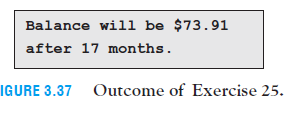 Balance will be $73.91
after 17 months.
IGURE 3.37 Outcome of Exercise 25.